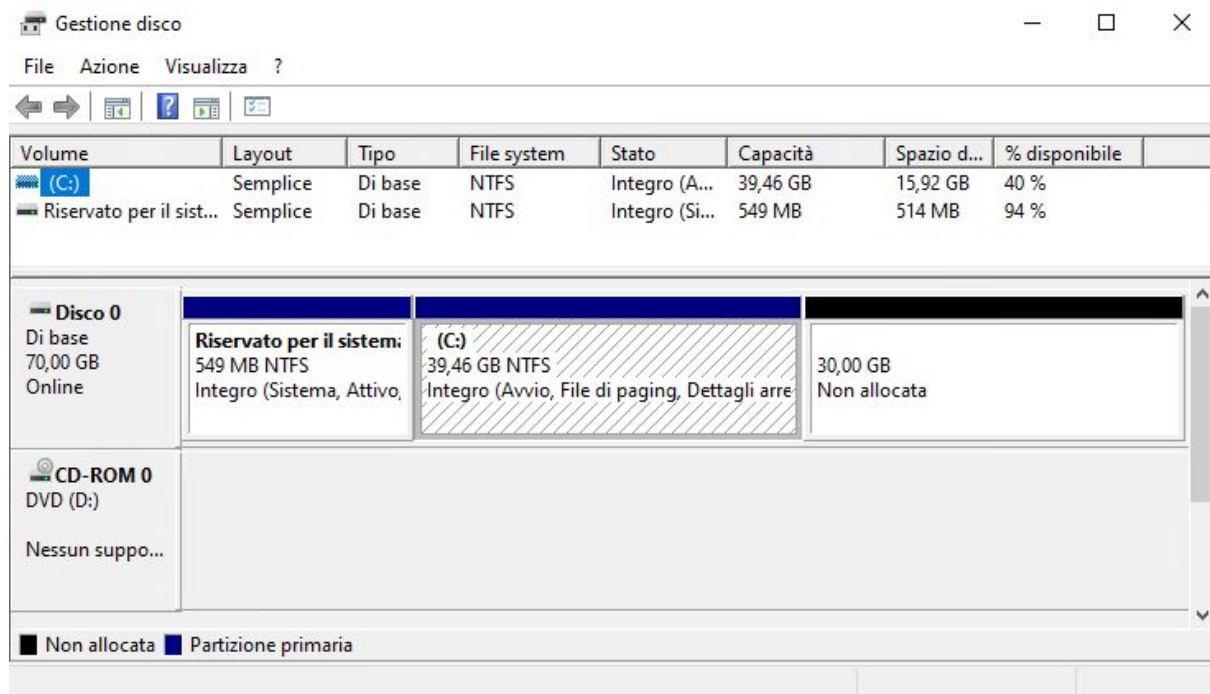 Gestione disco
File Azione Visualizza ?
Volume Layout Tipo File system Stato Capacità Spazio d... % disponibile
(C:) Semplice Di base NTFS Integro (A... 39,46 GB 15,92 GB 40 %
Riservato per il sist... Semplice Di base NTFS Integro (Si... 549 MB 514 MB 94 %
Disco 0
Di base
70,00 GB
Online
Riservato per il sistema
549 MB NTFS
Integro (Sistema, Attivo,
(C:)
39,46 GB NTFS
Integro (Avvio, File di paging, Dettagli arre
30,00 GB
Non allocata
CD-ROM 0
DVD (D:)
Nessun suppo...
Non allocata Partizione primaria